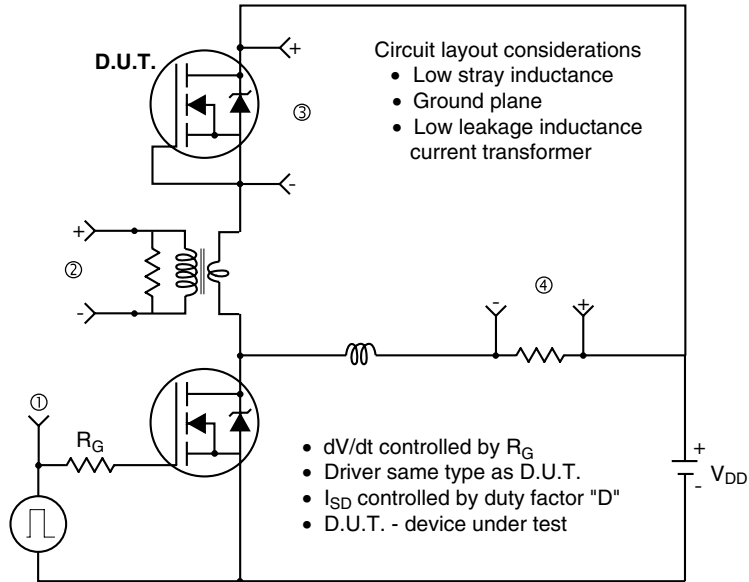 D.U.T.
+
③
-
Circuit layout considerations
• Low stray inductance
• Ground plane
• Low leakage inductance
current transformer
+
②
-
④
-
+
①
R_G
• dV/dt controlled by R_G
• Driver same type as D.U.T.
• I_SD controlled by duty factor "D"
• D.U.T. - device under test
+
V_DD
-